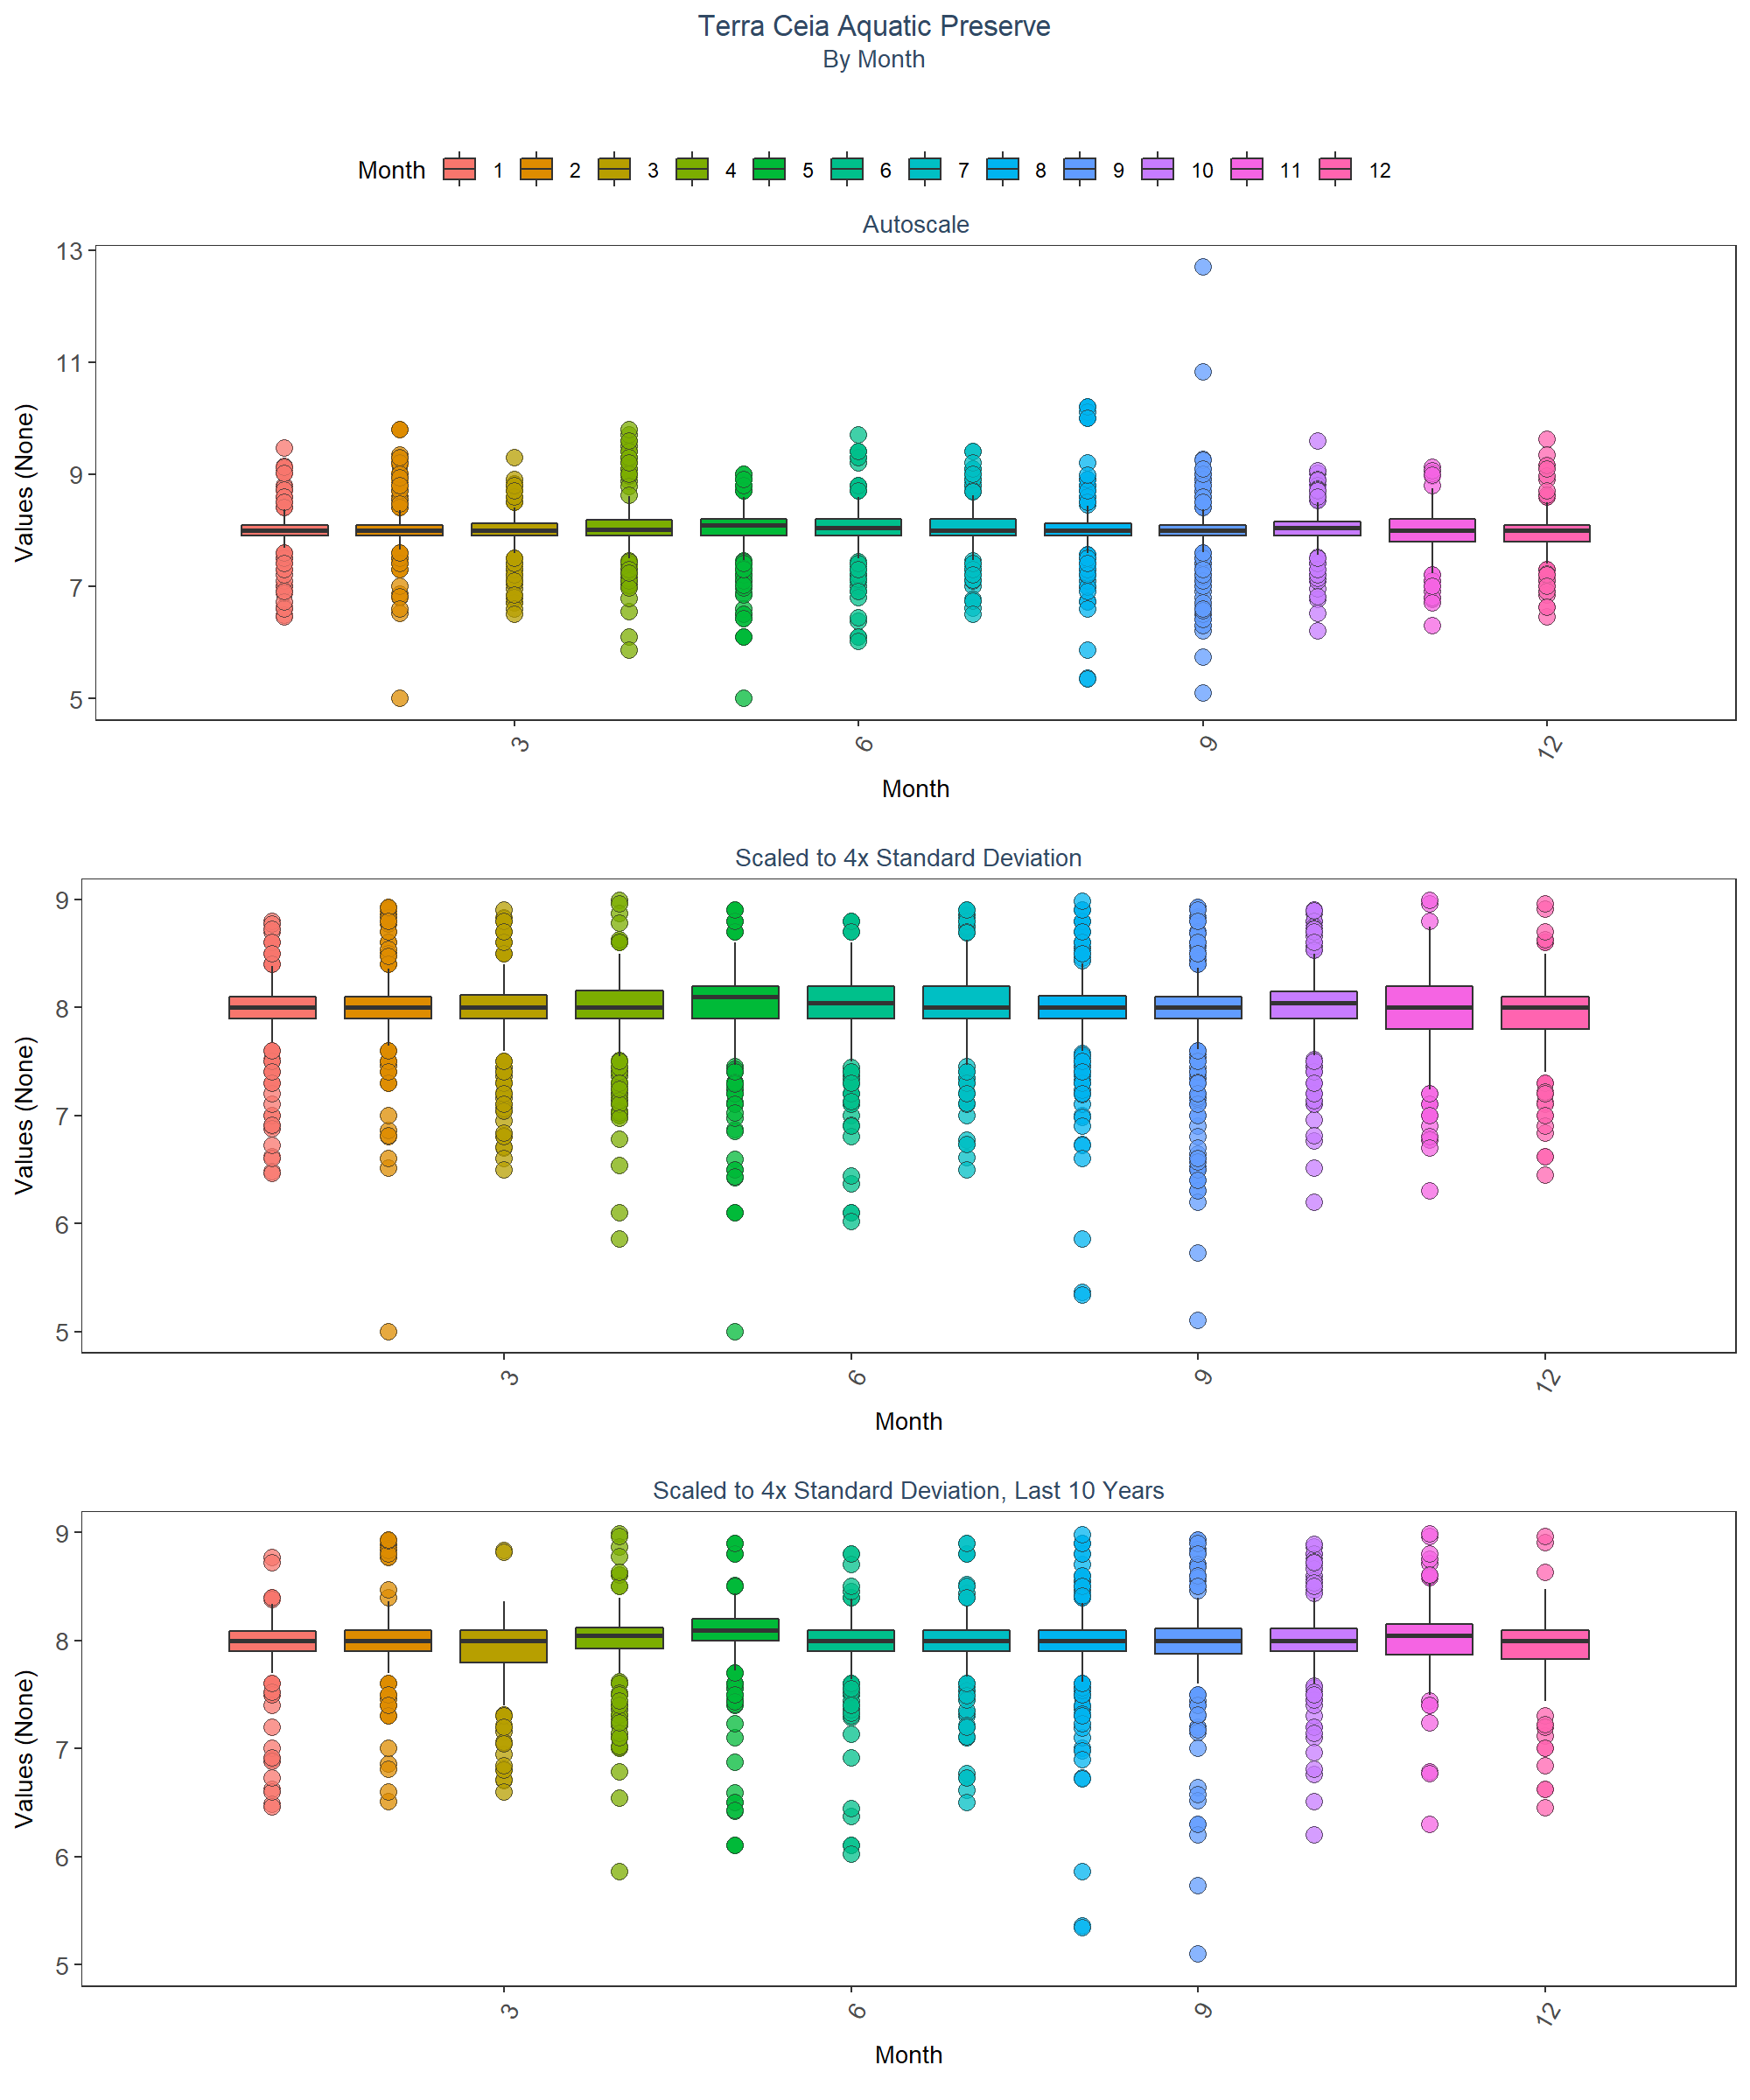 Terra Ceia Aquatic Preserve
By Month
Month 1 2 3 4 5 6 7 8 9 10 11 12
Autoscale
13
11
9
7
5
Values (None)
3 6 9 12
Month
Scaled to 4x Standard Deviation
9
8
7
6
5
Values (None)
3 6 9 12
Month
Scaled to 4x Standard Deviation, Last 10 Years
9
8
7
6
5
Values (None)
3 6 9 12
Month